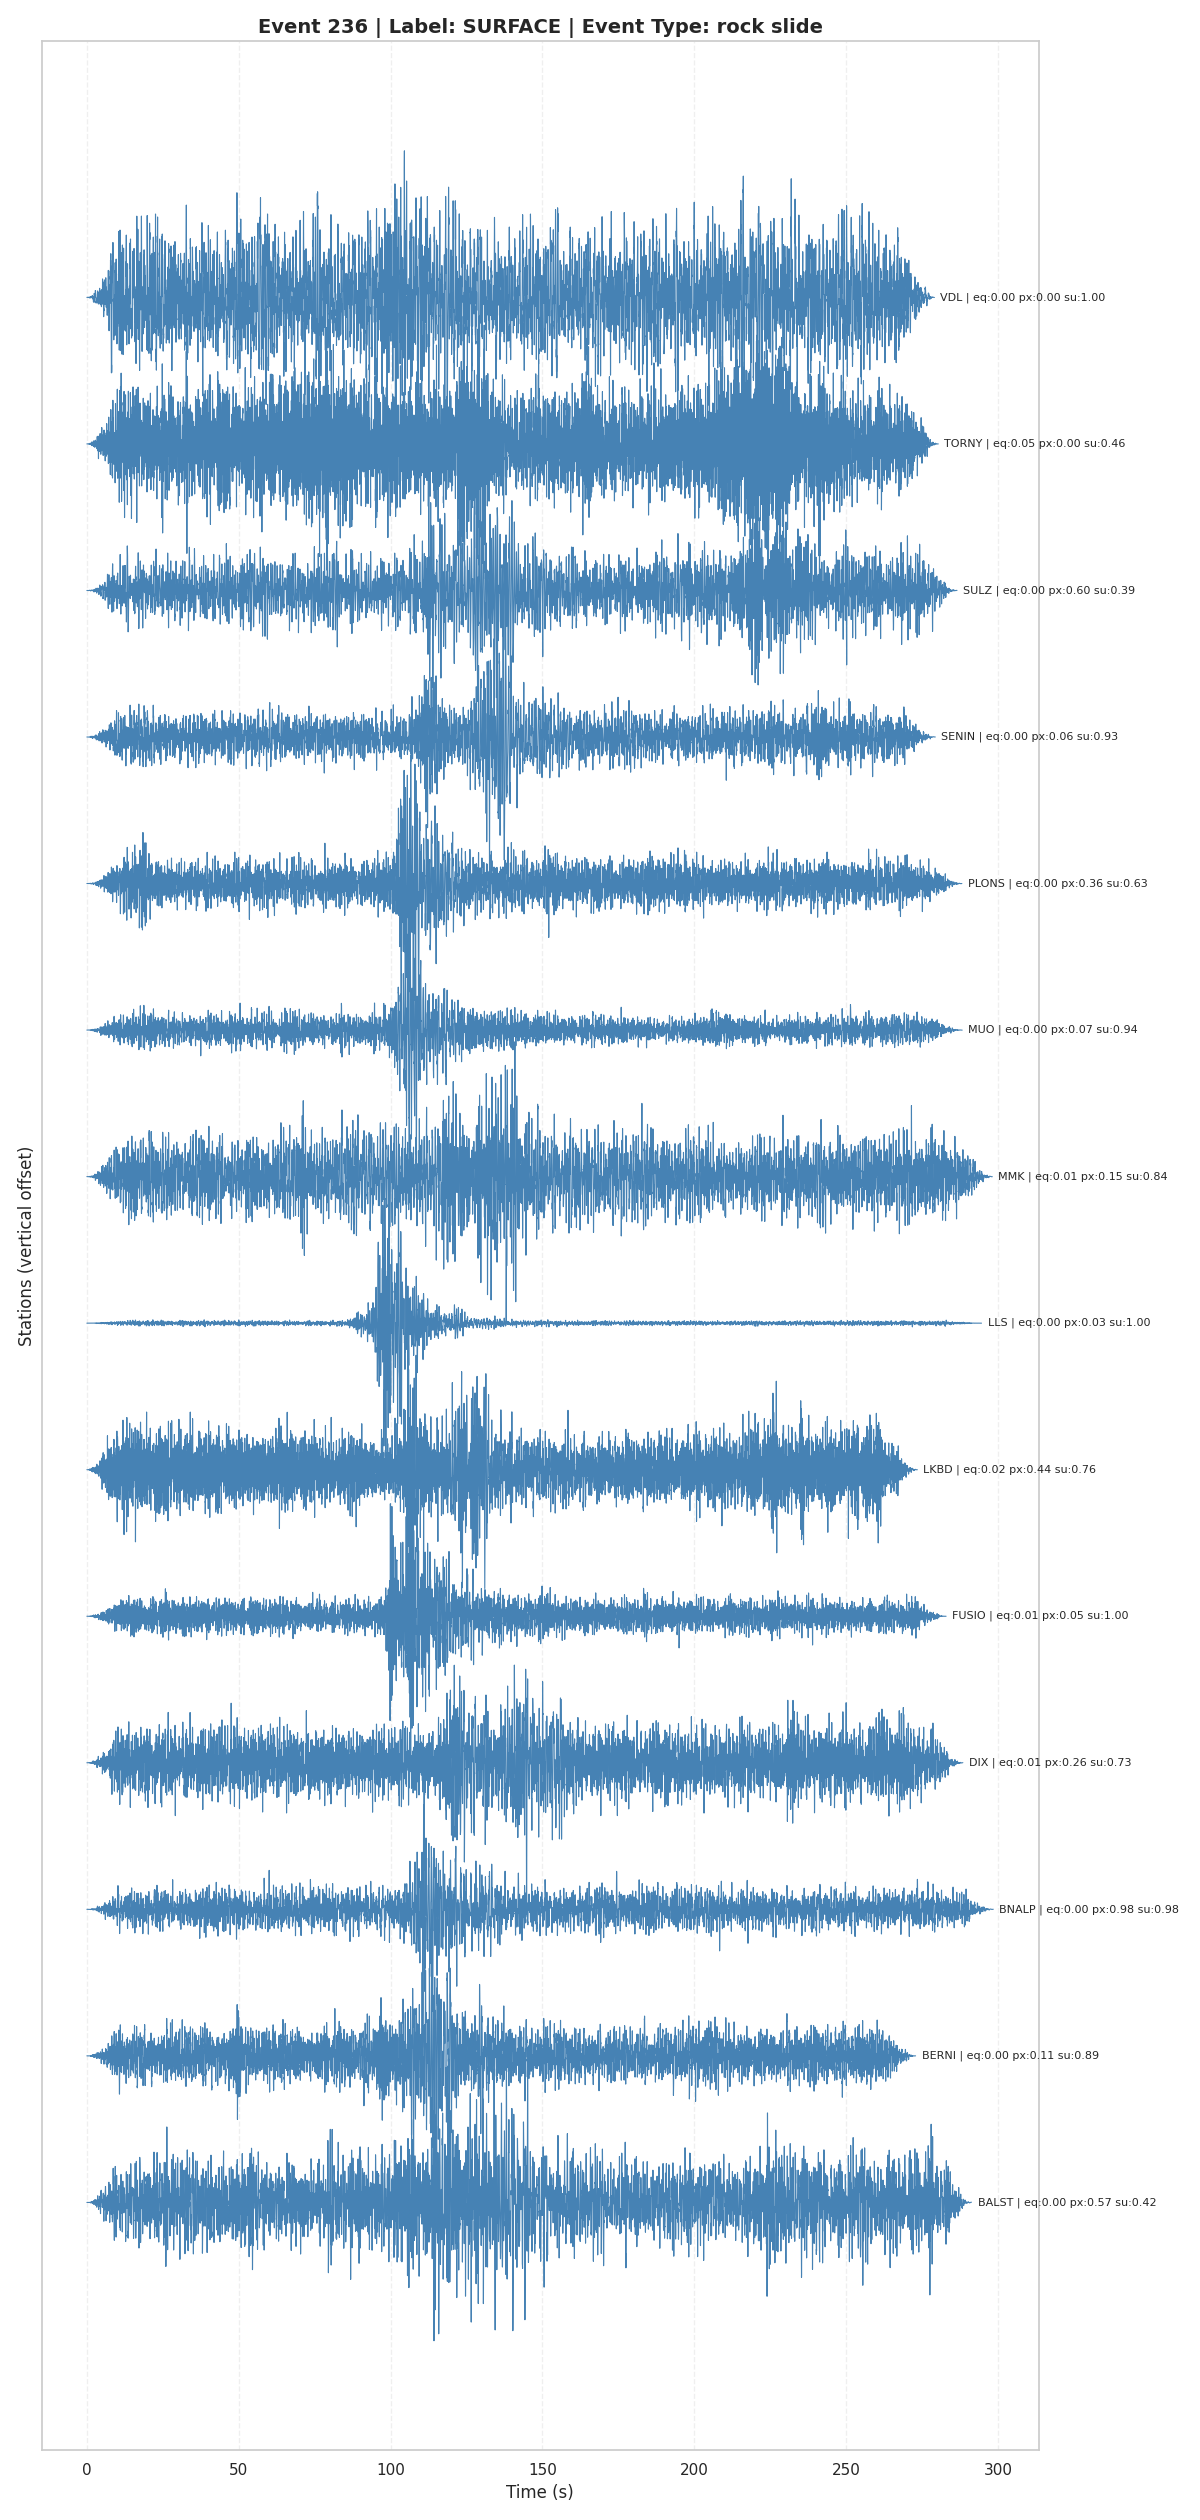 Event 236 | Label: SURFACE | Event Type: rock slide
VDL | eq:0.00 px:0.00 su:1.00
TORNY | eq:0.05 px:0.00 su:0.46
SULZ | eq:0.00 px:0.60 su:0.39
SENIN | eq:0.00 px:0.06 su:0.93
PLONS | eq:0.00 px:0.36 su:0.63
MUO | eq:0.00 px:0.07 su:0.94
MMK | eq:0.01 px:0.15 su:0.84
LLS | eq:0.00 px:0.03 su:1.00
LKBD | eq:0.02 px:0.44 su:0.76
FUSIO | eq:0.01 px:0.05 su:1.00
DIX | eq:0.01 px:0.26 su:0.73
BNALP | eq:0.00 px:0.98 su:0.98
BERNI | eq:0.00 px:0.11 su:0.89
BALST | eq:0.00 px:0.57 su:0.42
Stations (vertical offset)
0 50 100 150 200 250 300
Time (s)